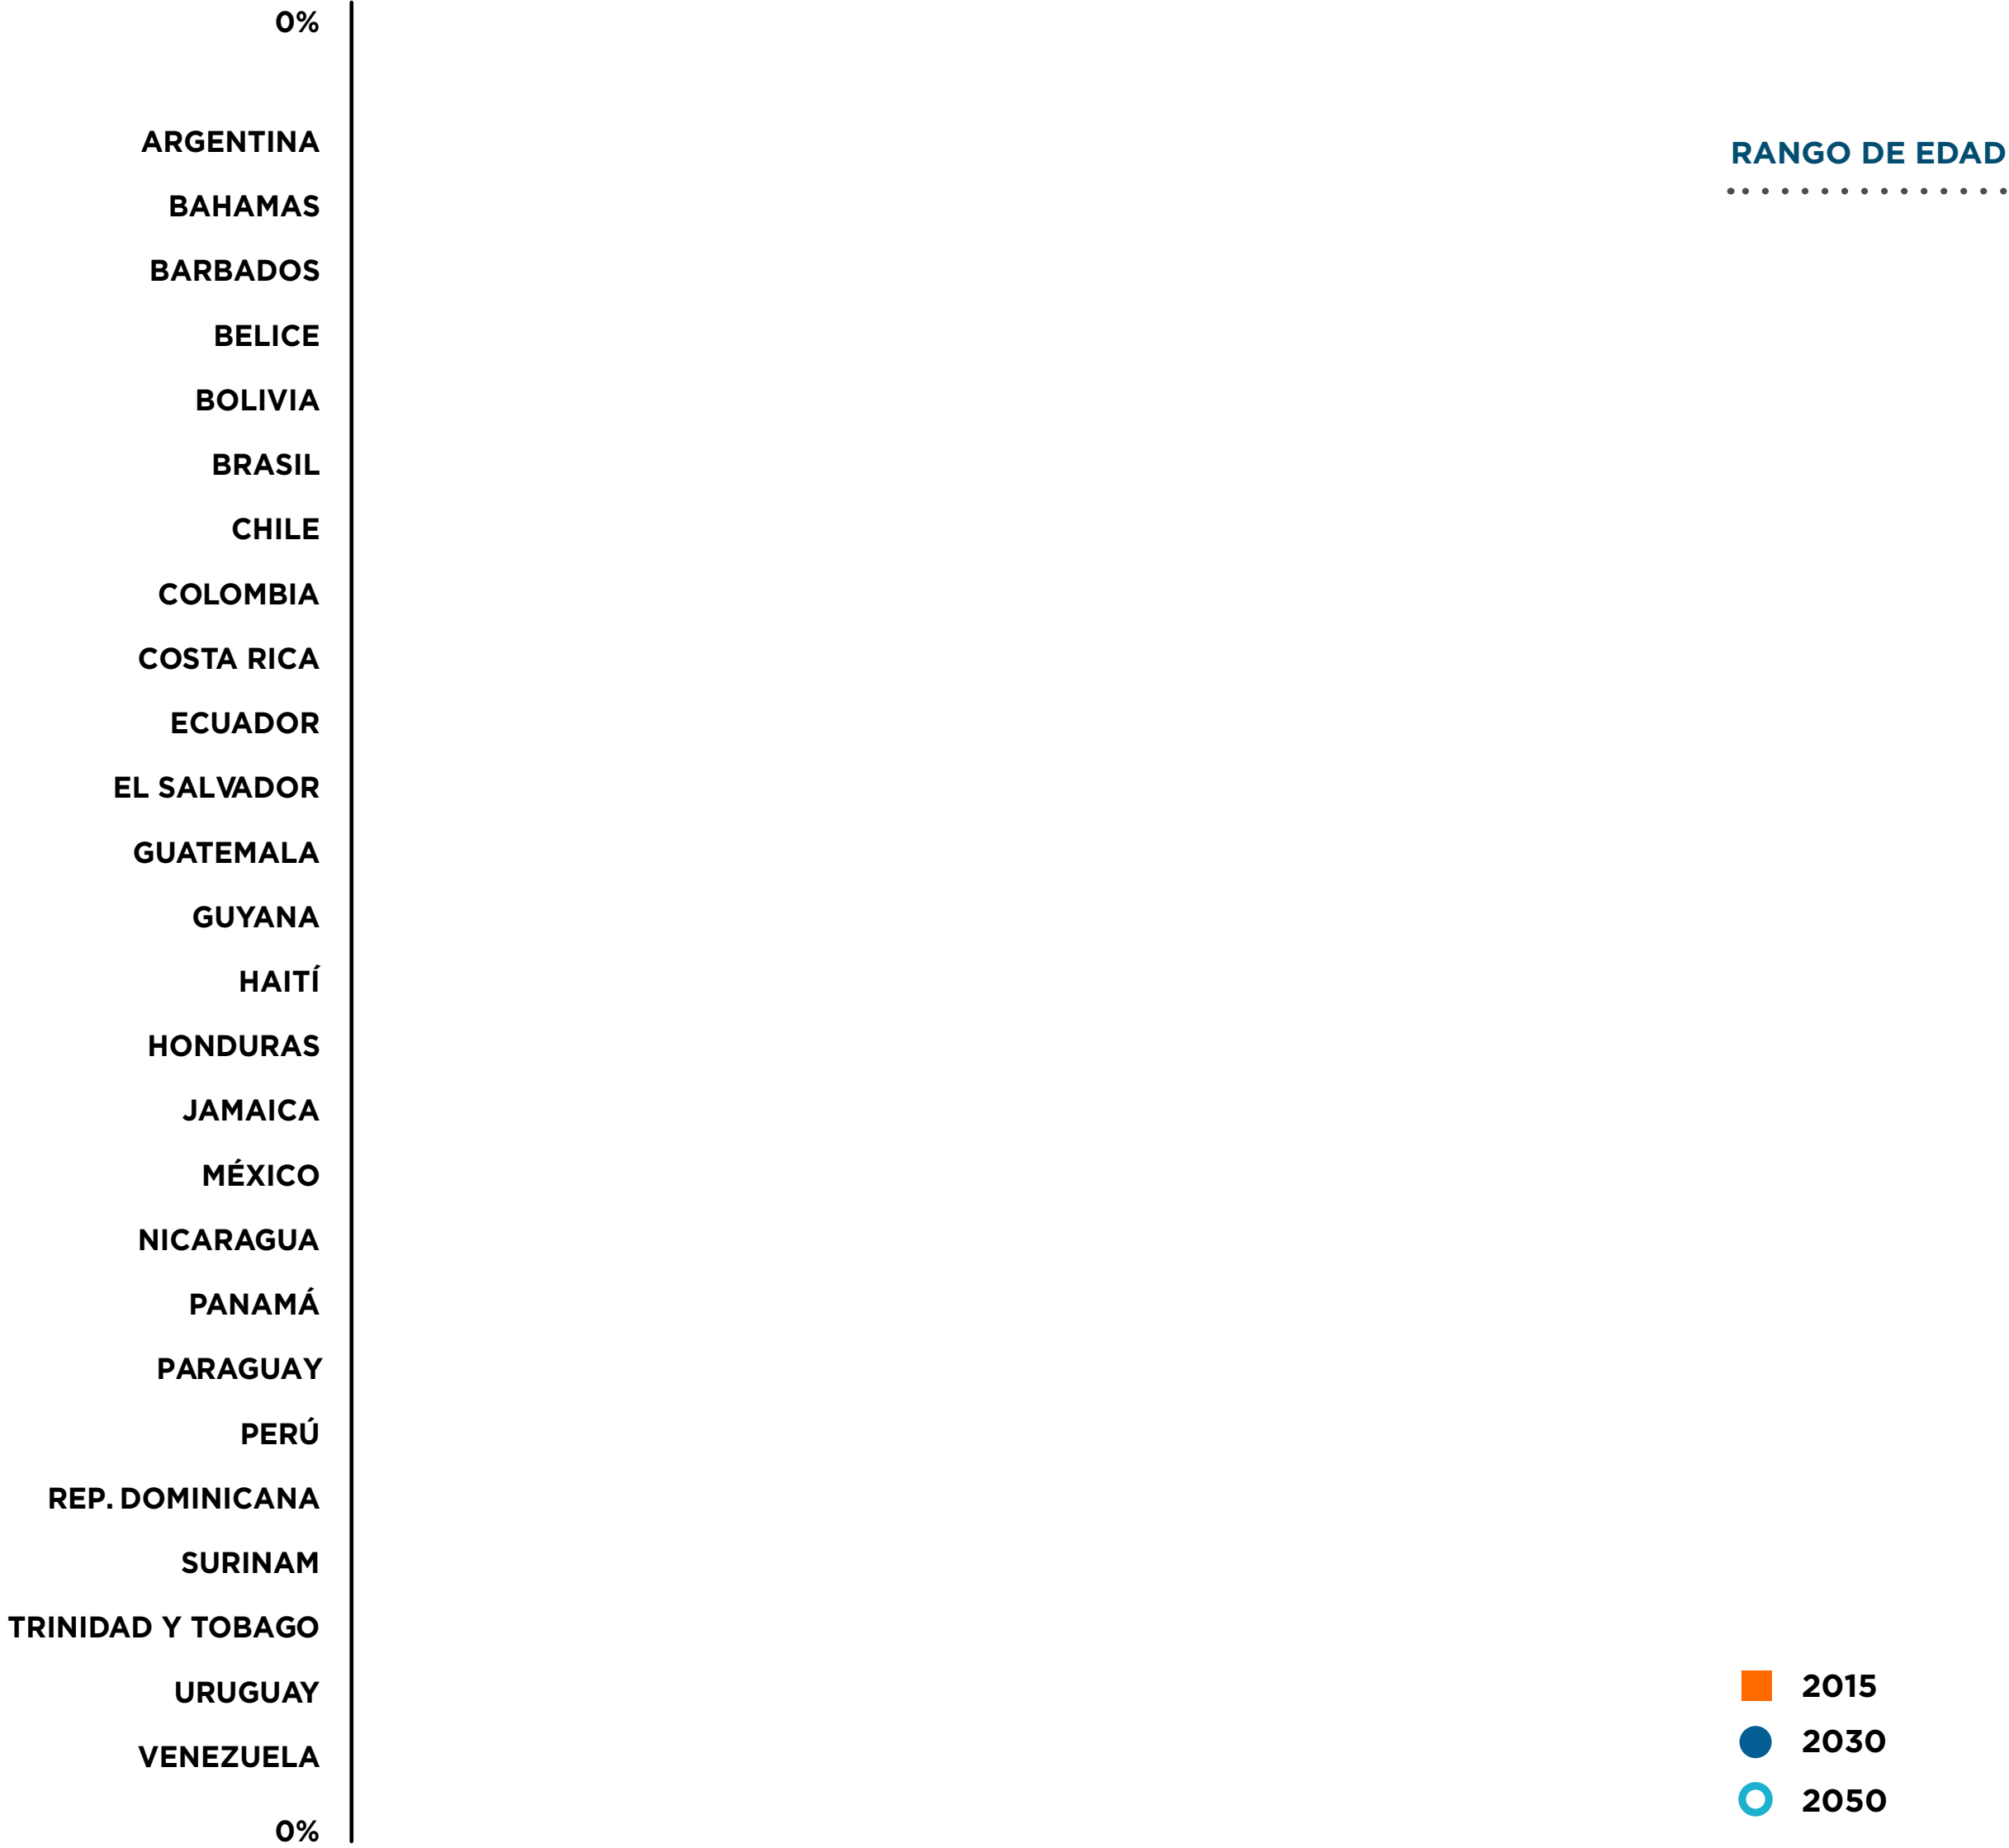 0%
ARGENTINA
RANGO DE EDAD
BAHAMAS
BARBADOS
BELICE
BOLIVIA
BRASIL
CHILE
COLOMBIA
COSTA RICA
ECUADOR
EL SALVADOR
GUATEMALA
GUYANA
HAITÍ
HONDURAS
JAMAICA
MÉXICO
NICARAGUA
PANAMÁ
PARAGUAY
PERÚ
REP. DOMINICANA
SURINAM
TRINIDAD Y TOBAGO
URUGUAY
VENEZUELA
0%
2015
2030
2050